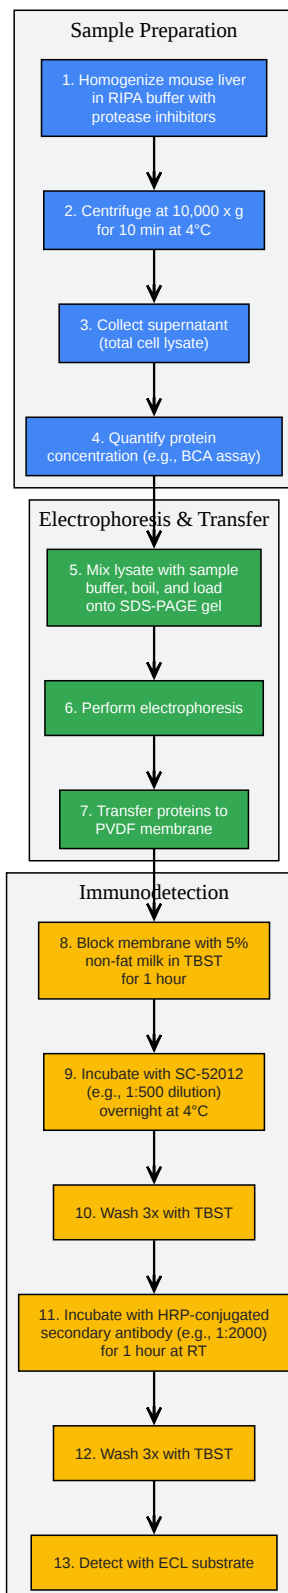 Sample Preparation
1. Homogenize mouse liver
in RIPA buffer with
protease inhibitors
2. Centrifuge at 10,000 x g
for 10 min at 4°C
3. Collect supernatant
(total cell lysate)
4. Quantify protein
concentration (e.g., BCA assay)
Electrophoresis & Transfer
5. Mix lysate with sample
buffer, boil, and load
onto SDS-PAGE gel
6. Perform electrophoresis
7. Transfer proteins to
PVDF membrane
Immunodetection
8. Block membrane with 5%
non-fat milk in TBST
for 1 hour
9. Incubate with SC-52012
(e.g., 1:500 dilution)
overnight at 4°C
10. Wash 3x with TBST
11. Incubate with HRP-conjugated
secondary antibody (e.g., 1:2000)
for 1 hour at RT
12. Wash 3x with TBST
13. Detect with ECL substrate